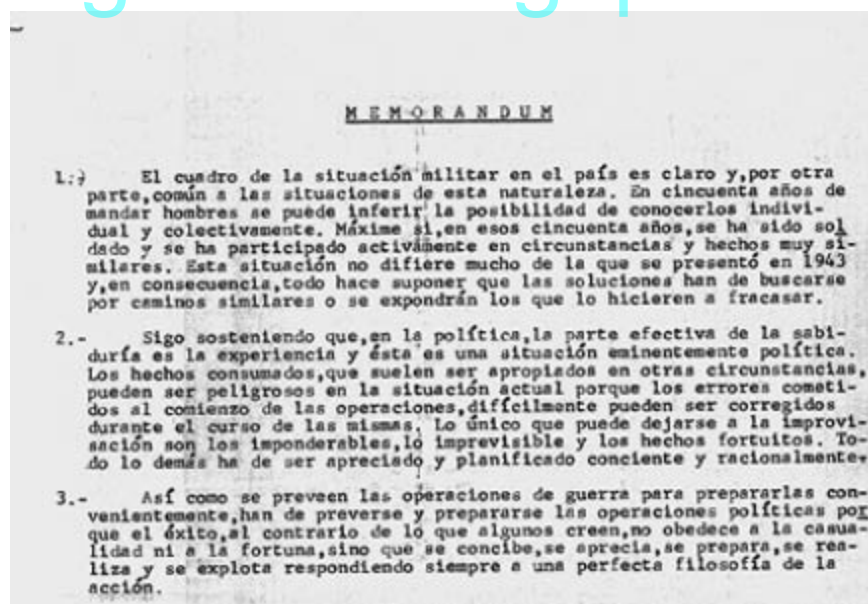 MEMORANDUM
1.-) El cuadro de la situación militar en el país es claro y,por otra
parte,común a las situaciones de esta naturaleza. En cincuenta años de
mandar hombres se puede inferir la posibilidad de conocerlos indivi-
dual y colectivamente. Máxime si,en esos cincuenta años,se ha sido sol
dado y se ha participado activamente en circunstancias y hechos muy si-
milares. Esta situación no difiere mucho de la que se presentó en 1943
y,en consecuencia,todo hace suponer que las soluciones han de buscarse
por caminos similares o se expondrán los que lo hicieren a fracasar.
2.- Sigo sosteniendo que,en la política,la parte efectiva de la sabi-
duría es la experiencia y ésta es una situación eminentemente política.
Los hechos consumados,que suelen ser apropiados en otras circunstancias,
pueden ser peligrosos en la situación actual porque los errores cometi-
dos al comienzo de las operaciones,difícilmente pueden ser corregidos
durante el curso de las mismas. Lo único que puede dejarse a la improvi-
sación son los imponderables,lo imprevisible y los hechos fortuitos. To-
do lo demás ha de ser apreciado y planificado conciente y racionalmente.
3.- Así como se preveen las operaciones de guerra para prepararlas con-
venientemente,han de preverse y prepararse las operaciones políticas por
que el éxito,al contrario de lo que algunos creen,no obedece a la casua-
lidad ni a la fortuna,sino que se concibe,se aprecia,se prepara,se rea-
liza y se explota respondiendo siempre a una perfecta filosofía de la
acción.